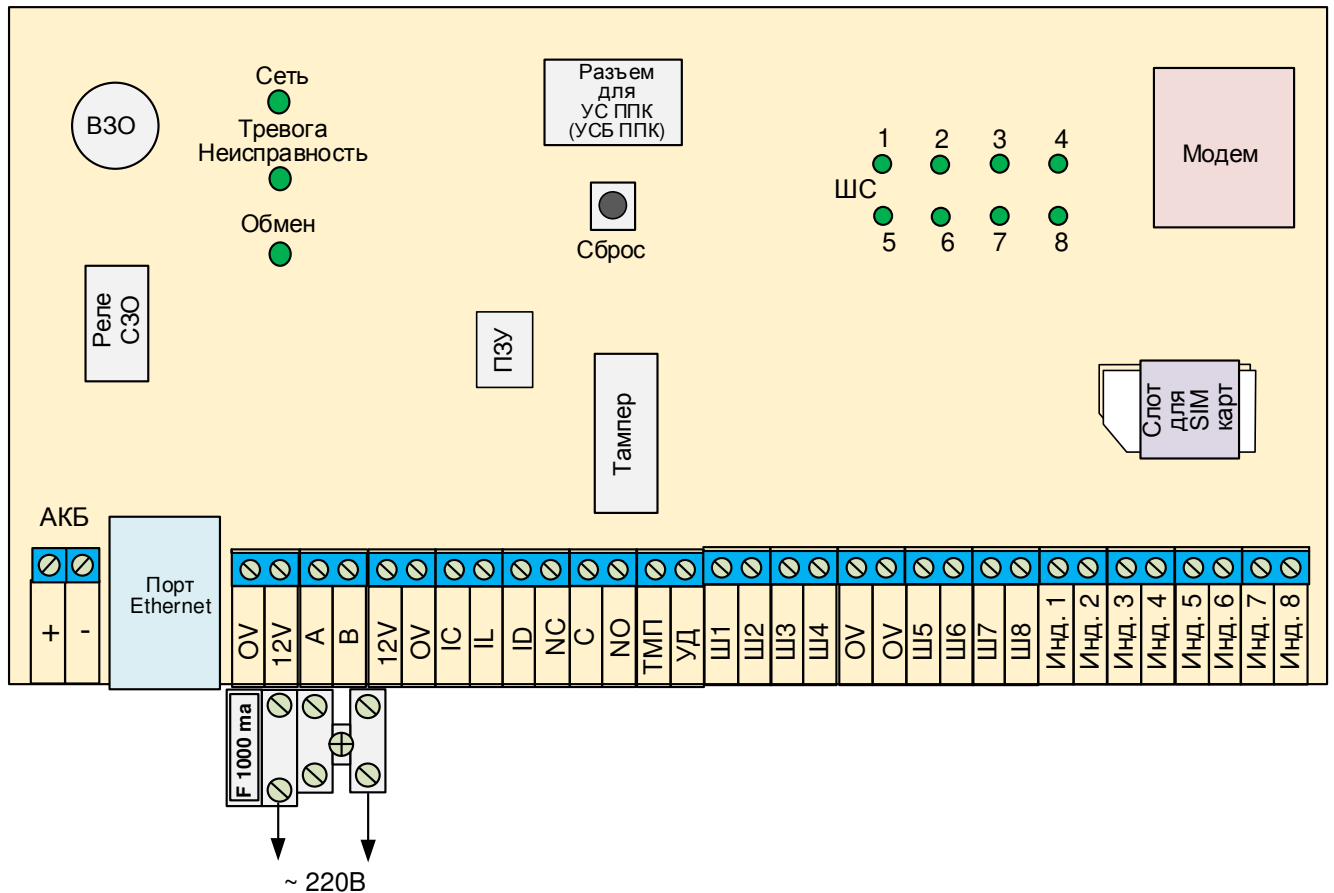 Сеть
Тревога
Неисправность
Обмен
ВЗО
Разъем
для
УС ППК
(УСБ ППК)
Сброс
1 2 3 4
ШС
5 6 7 8
Модем
Реле
СЗО
ПЗУ
Тампер
Слот
для
SIM
карт
АКБ
+ -
Порт
Ethernet
OV 12V A B 12V OV IC IL ID NC C NO ТМП УД Ш1 Ш2 Ш3 Ш4 OV OV Ш5 Ш6 Ш7 Ш8 Инд. 1 Инд. 2 Инд. 3 Инд. 4 Инд. 5 Инд. 6 Инд. 7 Инд. 8
F 1000 ma
~ 220В